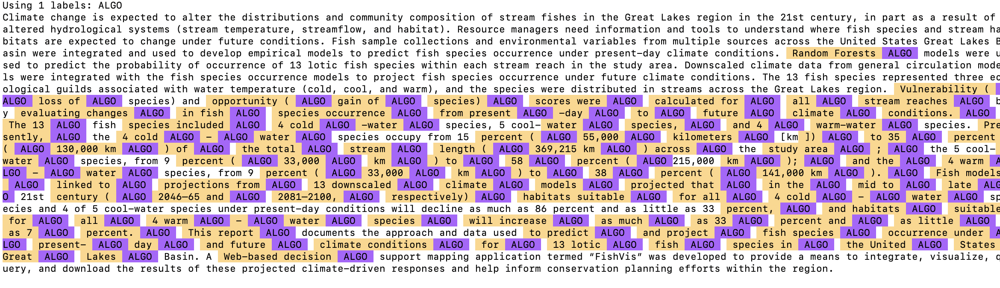 Using 1 labels: ALGO
Climate change is expected to alter the distributions and community composition of stream fishes in the Great Lakes region in the 21st century, in part as a result of
altered hydrological systems (stream temperature, streamflow, and habitat). Resource managers need information and tools to understand where fish species and stream ha
bitats are expected to change under future conditions. Fish sample collections and environmental variables from multiple sources across the United States Great Lakes B
asin were integrated and used to develop empirical models to predict fish species occurrence under present–day climate conditions. Random Forests ALGO models were u
sed to predict the probability of occurrence of 13 lotic fish species within each stream reach in the study area. Downscaled climate data from general circulation mode
ls were integrated with the fish species occurrence models to project fish species occurrence under future climate conditions. The 13 fish species represented three ec
ological guilds associated with water temperature (cold, cool, and warm), and the species were distributed in streams across the Great Lakes region. Vulnerability (
ALGO loss of ALGO species) and opportunity ( ALGO gain of ALGO species) ALGO scores were ALGO calculated for ALGO all ALGO stream reaches ALGO b
y evaluating changes ALGO in fish ALGO species occurrence ALGO from present ALGO –day ALGO to ALGO future ALGO climate ALGO conditions. ALGO
The 13 ALGO fish species included ALGO 4 cold ALGO –water ALGO species, 5 cool– water ALGO species, ALGO and 4 ALGO warm–water ALGO species. Pre
sently, ALGO the 4 cold ALGO – ALGO water ALGO species occupy from 15 percent ( ALGO 55,000 ALGO kilometers ALGO [km ]) ALGO to 35 ALGO percent
( ALGO 130,000 km ALGO ) of ALGO the total ALGO stream ALGO length ( ALGO 369,215 km ALGO ) across ALGO the study area ALGO ; ALGO the 5 cool–
water ALGO species, from 9 percent ( ALGO 33,000 ALGO km ALGO ) to ALGO 58 ALGO percent ( ALGO 215,000 km ALGO ); ALGO and the ALGO 4 warm A
LGO – ALGO water ALGO species, from 9 percent ( ALGO 33,000 ALGO km ALGO ) to ALGO 38 ALGO percent ( ALGO 141,000 km ALGO ). ALGO Fish models
ALGO linked to ALGO projections from ALGO 13 downscaled ALGO climate ALGO models ALGO projected that ALGO in the ALGO mid to ALGO late ALG
O 21st century ( ALGO 2046–65 and ALGO 2081–2100, ALGO respectively) ALGO habitats suitable ALGO for all ALGO 4 cold ALGO – ALGO water ALGO sp
ecies and 4 of 5 cool–water species under present–day conditions will decline as much as 86 percent and as little as 33 percent, ALGO and habitats ALGO suitable
for ALGO all ALGO 4 warm ALGO – ALGO water ALGO species ALGO will increase ALGO as much ALGO as 33 ALGO percent and ALGO as little ALGO
as 7 ALGO percent. ALGO This report ALGO documents the approach and data used to predict ALGO and project ALGO fish species ALGO occurrence under A
LGO present– ALGO day ALGO and future ALGO climate conditions ALGO for ALGO 13 lotic ALGO fish ALGO species in ALGO the United ALGO States
Great ALGO Lakes ALGO Basin. A Web–based decision ALGO support mapping application termed “FishVis” was developed to provide a means to integrate, visualize, q
uery, and download the results of these projected climate–driven responses and help inform conservation planning efforts within the region.